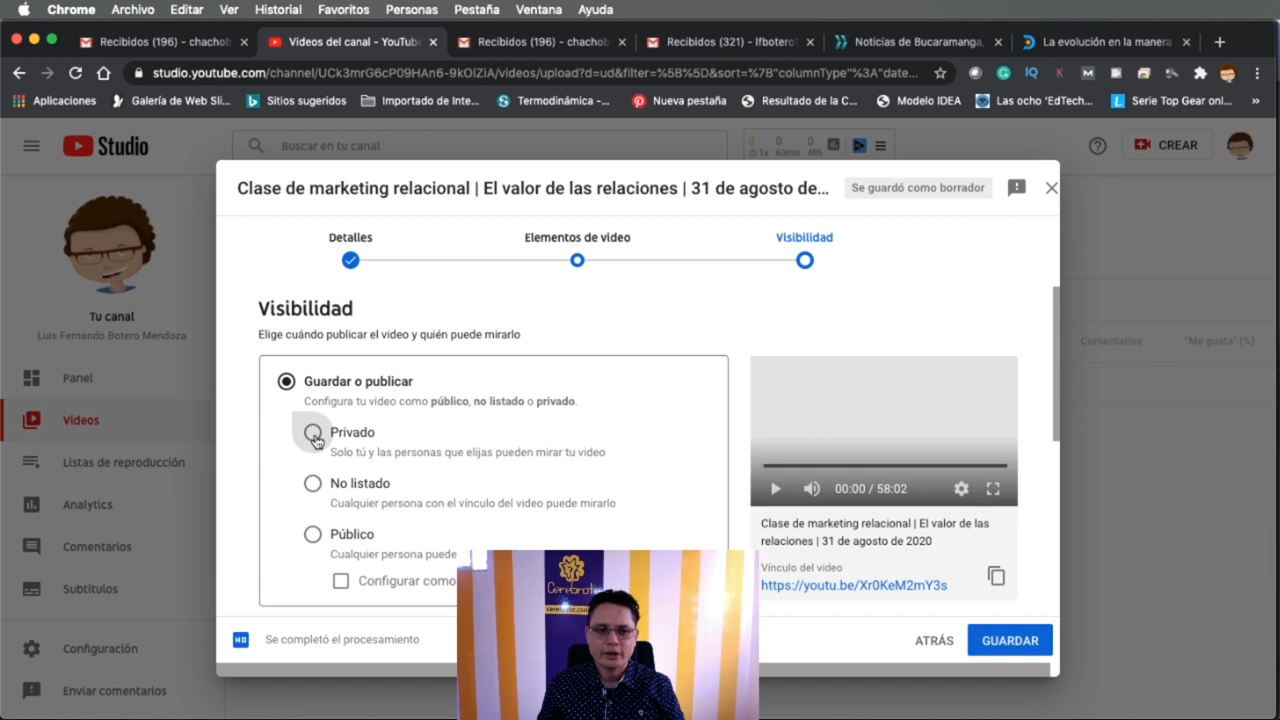 Chrome Archivo Editar Ver Historial Favoritos Personas Pestaña Ventana Ayuda
Recibidos (196) - chachob
Videos del canal - YouTube
Recibidos (196) - chachob
Recibidos (321) - lfbotero1
Noticias de Bucaramanga,
La evolución en la manera
studio.youtube.com/channel/UCk3mrG6cP09HAn6-9kOlZiA/videos/upload?d=ud&filter=%5B%5D&sort=%7B"columnType"%3A"date...
Aplicaciones
Galería de Web Sli...
Sitios sugeridos
Importado de Inte...
Termodinámica -...
Nueva pestaña
Resultado de la C...
Modelo IDEA
Las ocho 'EdTech...
Serie Top Gear onl...
»
Studio
Buscar en tu canal
0 0 0
1a 60min 48h
CREAR
Clase de marketing relacional | El valor de las relaciones | 31 de agosto de...
Se guardó como borrador
Detalles
Elementos de video
Visibilidad
Visibilidad
Elige cuándo publicar el video y quién puede mirarlo
Guardar o publicar
Configura tu video como público, no listado o privado.
Privado
Solo tú y las personas que elijas pueden mirar tu video
No listado
Cualquier persona con el vínculo del video puede mirarlo
Público
Cualquier persona puede
Configurar como
00:00 / 58:02
Clase de marketing relacional | El valor de las
relaciones | 31 de agosto de 2020
Vínculo del video
https://youtu.be/Xr0KeM2mY3s
HD
Se completó el procesamiento
ATRÁS
GUARDAR
Tu canal
Luis Fernando Botero Mendoza
Panel
Videos
Listas de reproducción
Analytics
Comentarios
Subtítulos
Configuración
Enviar comentarios
Comentarios
"Me gusta" (%)